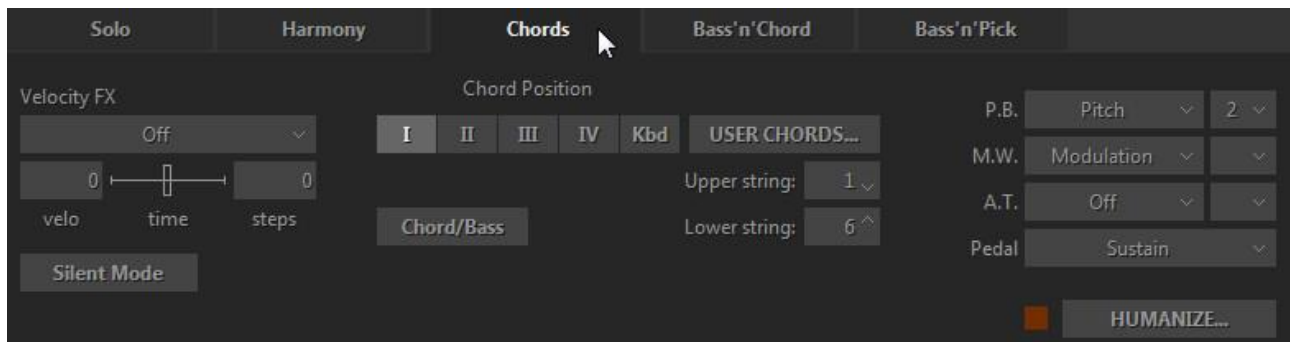 Solo Harmony Chords Bass'n'Chord Bass'n'Pick
Velocity FX
Off
0 0
velo time steps
Silent Mode
Chord Position
I II III IV Kbd USER CHORDS...
Upper string: 1
Chord/Bass Lower string: 6
P.B. Pitch 2
M.W. Modulation
A.T. Off
Pedal Sustain
HUMANIZE...